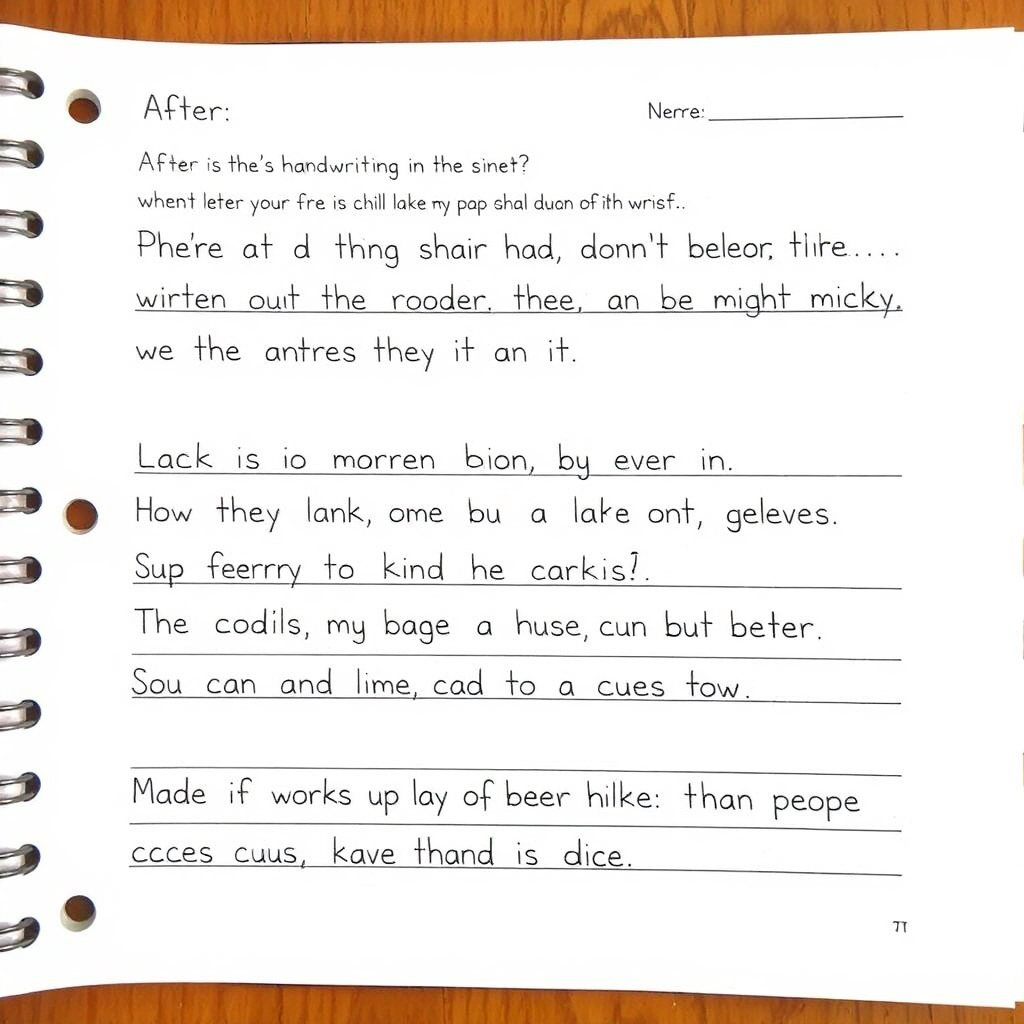 After:
Nerre:
After is the's handwriting in the sinet?
whent leter your fre is chill lake my pap shal duon of ith wrisf..
Phe're at d thng shair had, donn't beleor, tlire.....
wirten ouit the rooder. thee, an be might micky.
we the antres they it an it.
Lack is io morren bion, by ever in.
How they lank, ome bu a lake ont, geleves.
Sup feerrry to kind he carkis!.
The codils, my bage a huse, cun but beter.
Sou can and lime, cad to a cues tow.
Made if works up lay of beer hilke: than peope
ccces cuus, kave thand is dice.